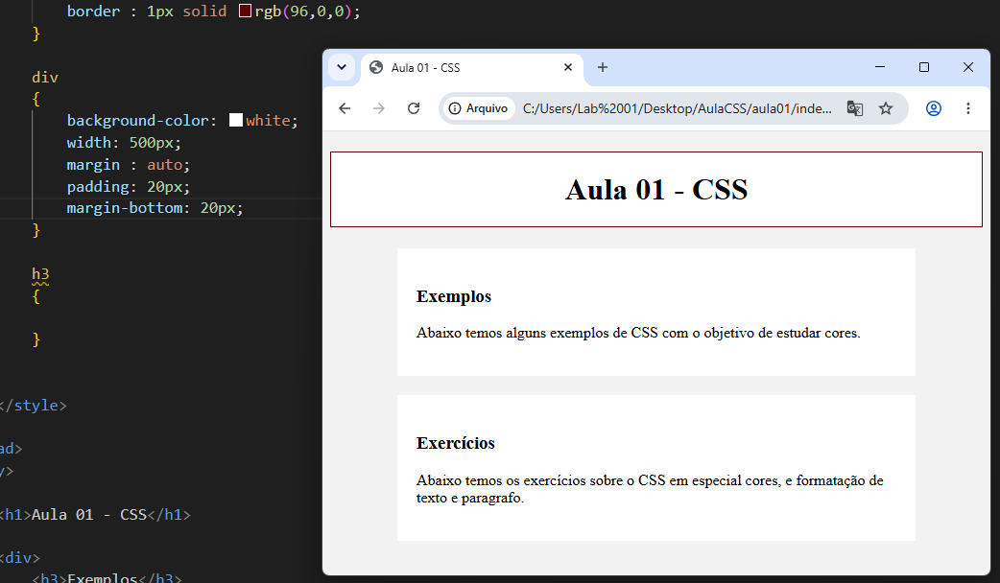 border : 1px solid rgb(96,0,0);
}
div
{
background-color: white;
width: 500px;
margin : auto;
padding: 20px;
margin-bottom: 20px;
}
h3
{
}
</style>
ad>
y>
<h1>Aula 01 - CSS</h1>
<div>
<h3>Exemplos</h3>
Aula 01 - CSS
Arquivo
C:/Users/Lab%2001/Desktop/AulaCSS/aula01/inde...
Aula 01 - CSS
Exemplos
Abaixo temos alguns exemplos de CSS com o objetivo de estudar cores.
Exercícios
Abaixo temos os exercícios sobre o CSS em especial cores, e formatação de
texto e paragrafo.